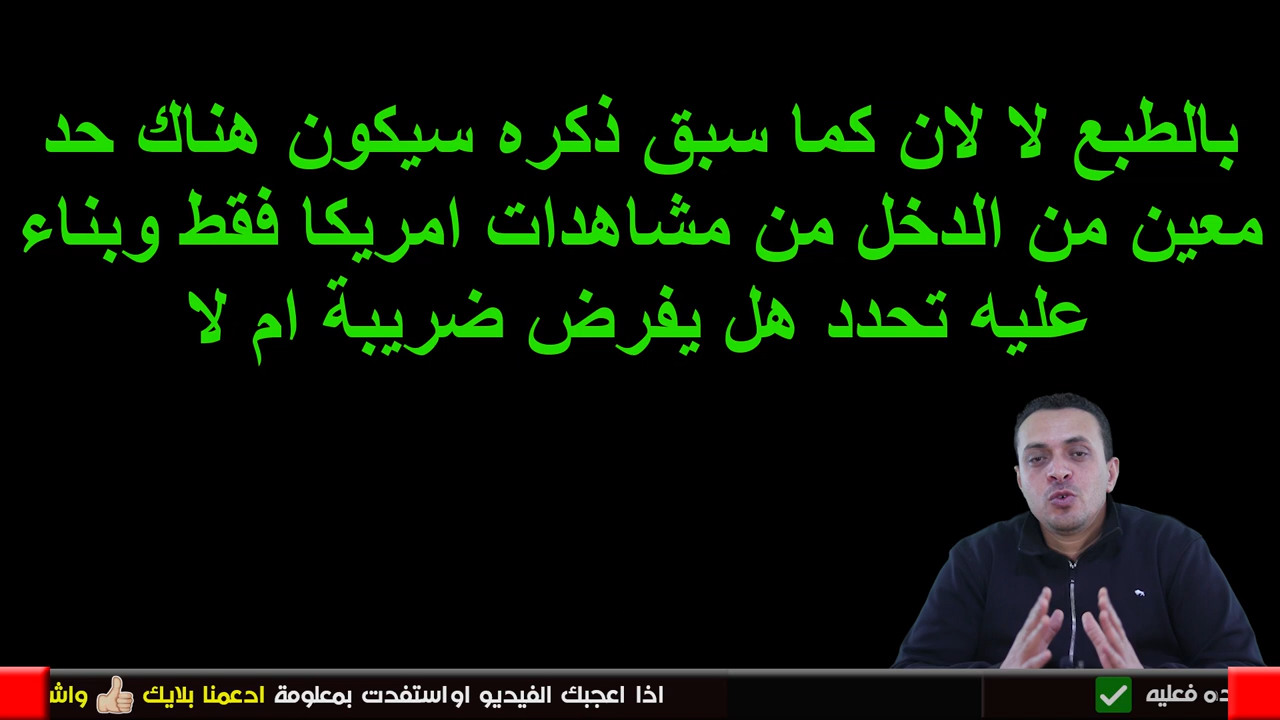 بالطبع لا لان كما سبق ذكره سيكون هناك حد
معين من الدخل من مشاهدات امريكا فقط وبناء
عليه تحدد هل يفرض ضريبة ام لا
فعليه ✅ اذا اعجبك الفيديو اواستفدت بمعلومة ادعمنا بلايك 👍